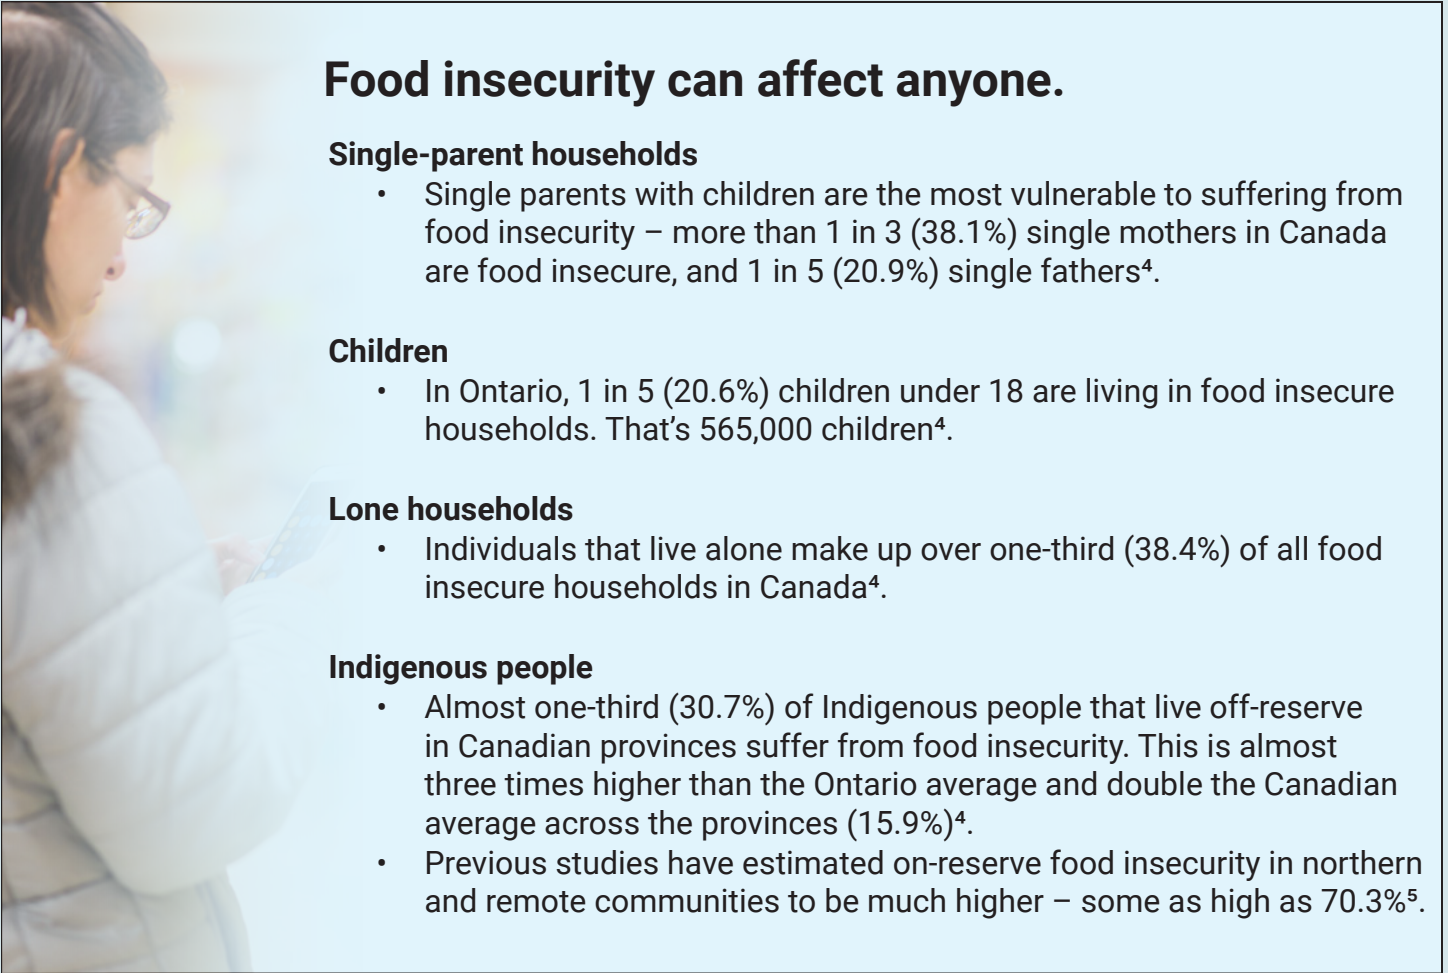 Food insecurity can affect anyone.
Single-parent households
• Single parents with children are the most vulnerable to suffering from
food insecurity – more than 1 in 3 (38.1%) single mothers in Canada
are food insecure, and 1 in 5 (20.9%) single fathers⁴.
Children
• In Ontario, 1 in 5 (20.6%) children under 18 are living in food insecure
households. That’s 565,000 children⁴.
Lone households
• Individuals that live alone make up over one-third (38.4%) of all food
insecure households in Canada⁴.
Indigenous people
• Almost one-third (30.7%) of Indigenous people that live off-reserve
in Canadian provinces suffer from food insecurity. This is almost
three times higher than the Ontario average and double the Canadian
average across the provinces (15.9%)⁴.
• Previous studies have estimated on-reserve food insecurity in northern
and remote communities to be much higher – some as high as 70.3%⁵.